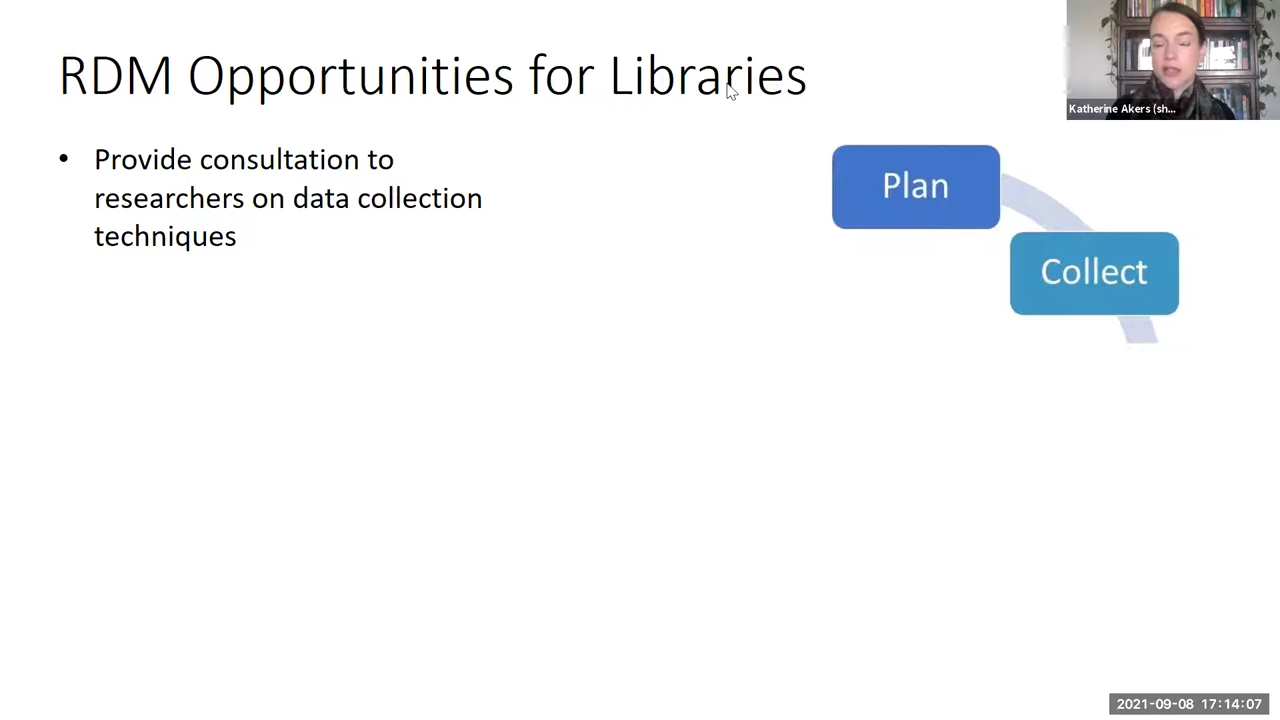 RDM Opportunities for Libraries
Katherine Akers (sh...
• Provide consultation to
researchers on data collection
techniques
Plan
Collect
2021-09-08 17:14:07